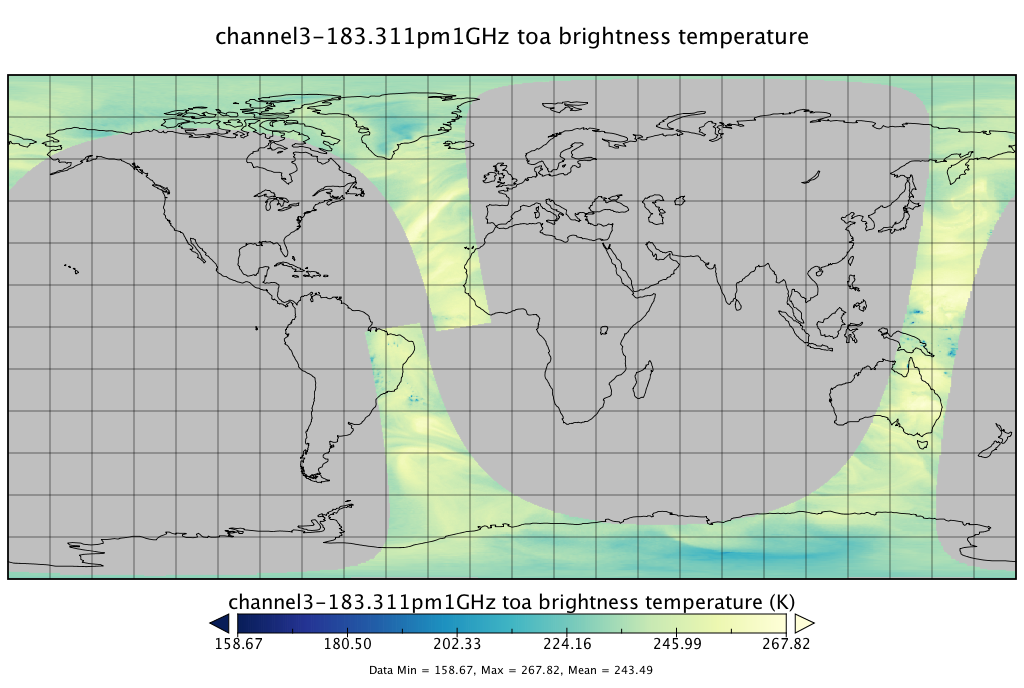 channel3-183.311pm1GHz toa brightness temperature
channel3-183.311pm1GHz toa brightness temperature (K)
158.67 180.50 202.33 224.16 245.99 267.82
Data Min = 158.67, Max = 267.82, Mean = 243.49